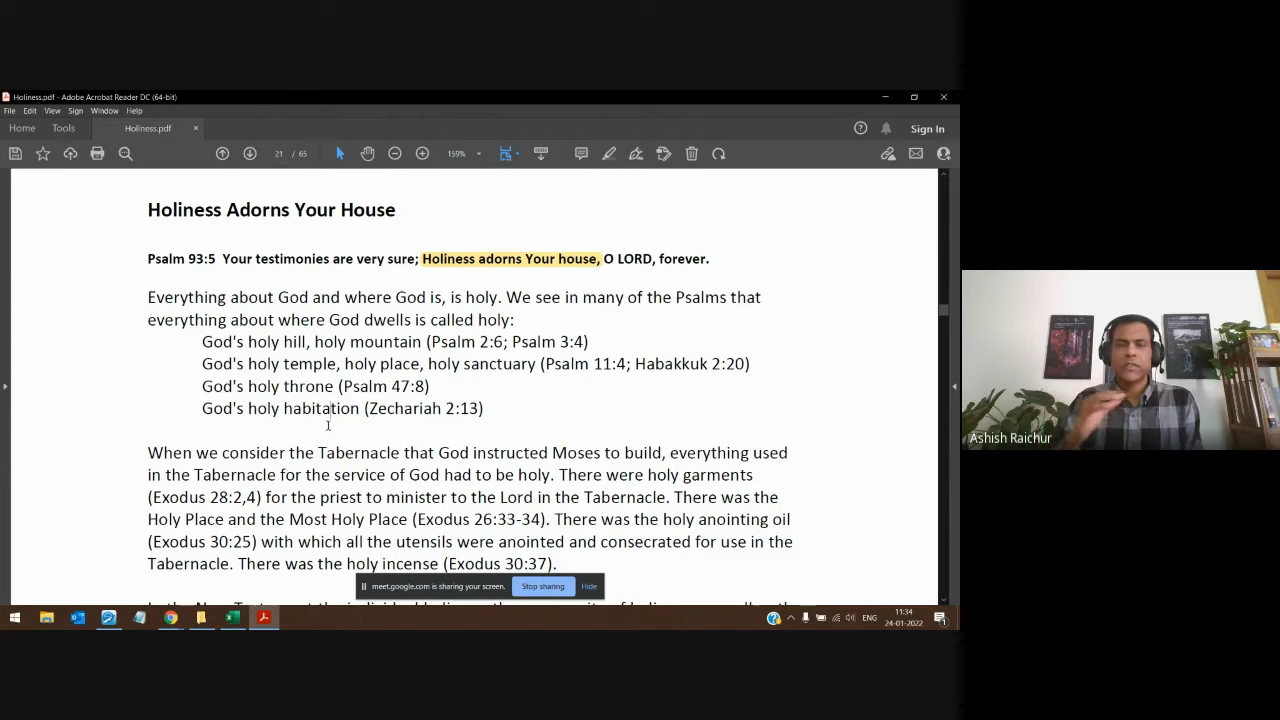 Holiness.pdf - Adobe Acrobat Reader DC (64-bit)
File Edit View Sign Window Help
Home Tools Holiness.pdf × Sign In
21 / 65 159%
Holiness Adorns Your House
Psalm 93:5 Your testimonies are very sure; Holiness adorns Your house, O LORD, forever.
Everything about God and where God is, is holy. We see in many of the Psalms that
everything about where God dwells is called holy:
God's holy hill, holy mountain (Psalm 2:6; Psalm 3:4)
God's holy temple, holy place, holy sanctuary (Psalm 11:4; Habakkuk 2:20)
God's holy throne (Psalm 47:8)
God's holy habitation (Zechariah 2:13)
When we consider the Tabernacle that God instructed Moses to build, everything used
in the Tabernacle for the service of God had to be holy. There were holy garments
(Exodus 28:2,4) for the priest to minister to the Lord in the Tabernacle. There was the
Holy Place and the Most Holy Place (Exodus 26:33-34). There was the holy anointing oil
(Exodus 30:25) with which all the utensils were anointed and consecrated for use in the
Tabernacle. There was the holy incense (Exodus 30:37).
meet.google.com is sharing your screen. Stop sharing Hide
ENG 11:34
24-01-2022
Ashish Raichur